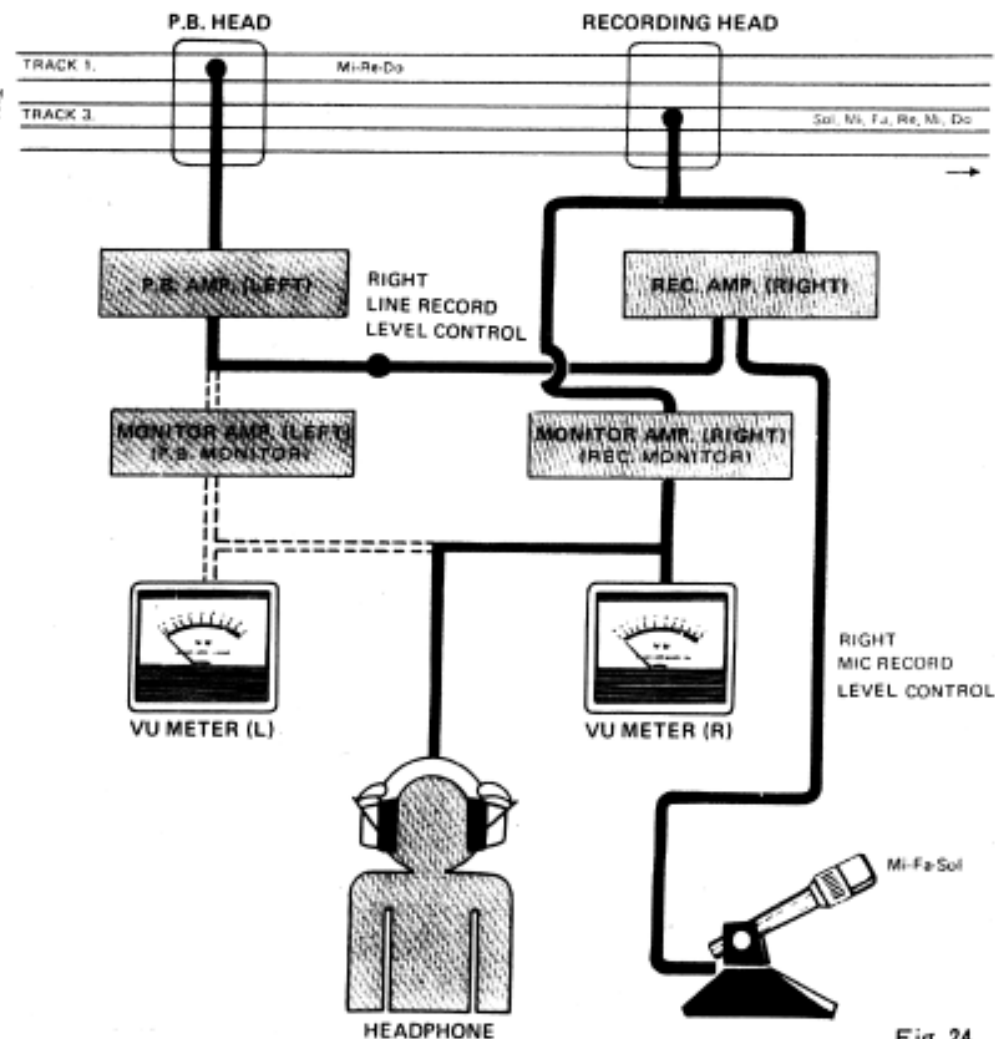 P.B. HEAD
RECORDING HEAD
TRACK 1.
Mi-Re-Do
TRACK 3.
Sol, Mi, Fa, Re, Mi, Do
P.B. AMP. (LEFT)
RIGHT
LINE RECORD
LEVEL CONTROL
REC. AMP. (RIGHT)
MONITOR AMP. (LEFT)
(P.B. MONITOR)
MONITOR AMP. (RIGHT)
(REC. MONITOR)
VU METER (L)
VU METER (R)
RIGHT
MIC RECORD
LEVEL CONTROL
Mi-Fa-Sol
HEADPHONE
Fig. 24